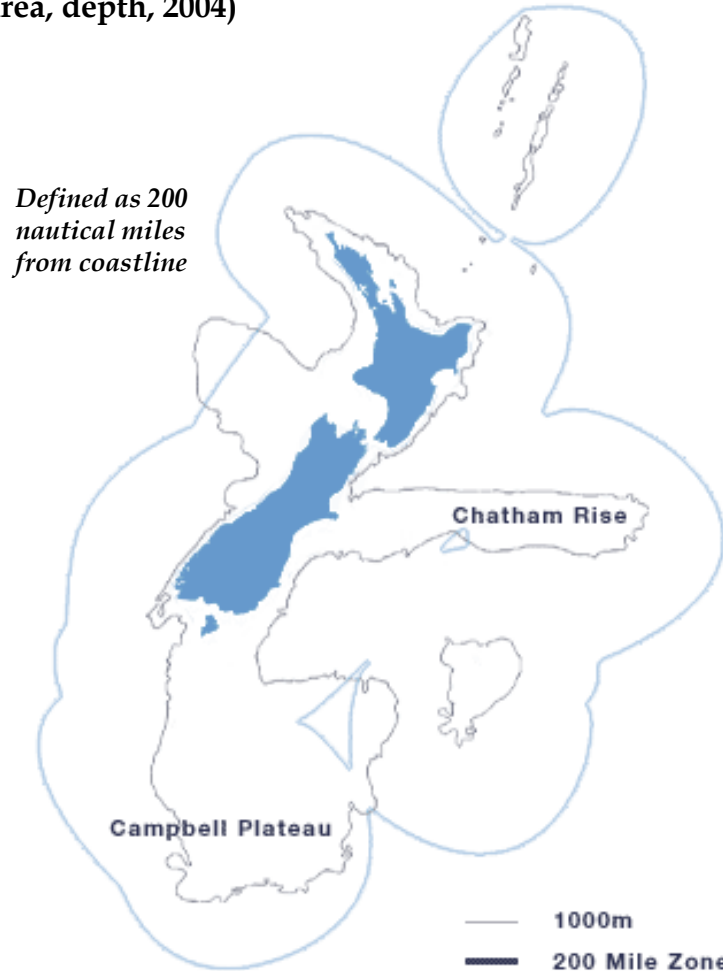 rea, depth, 2004)
Defined as 200
nautical miles
from coastline
Chatham Rise
Campbell Plateau
1000m
200 Mile Zone